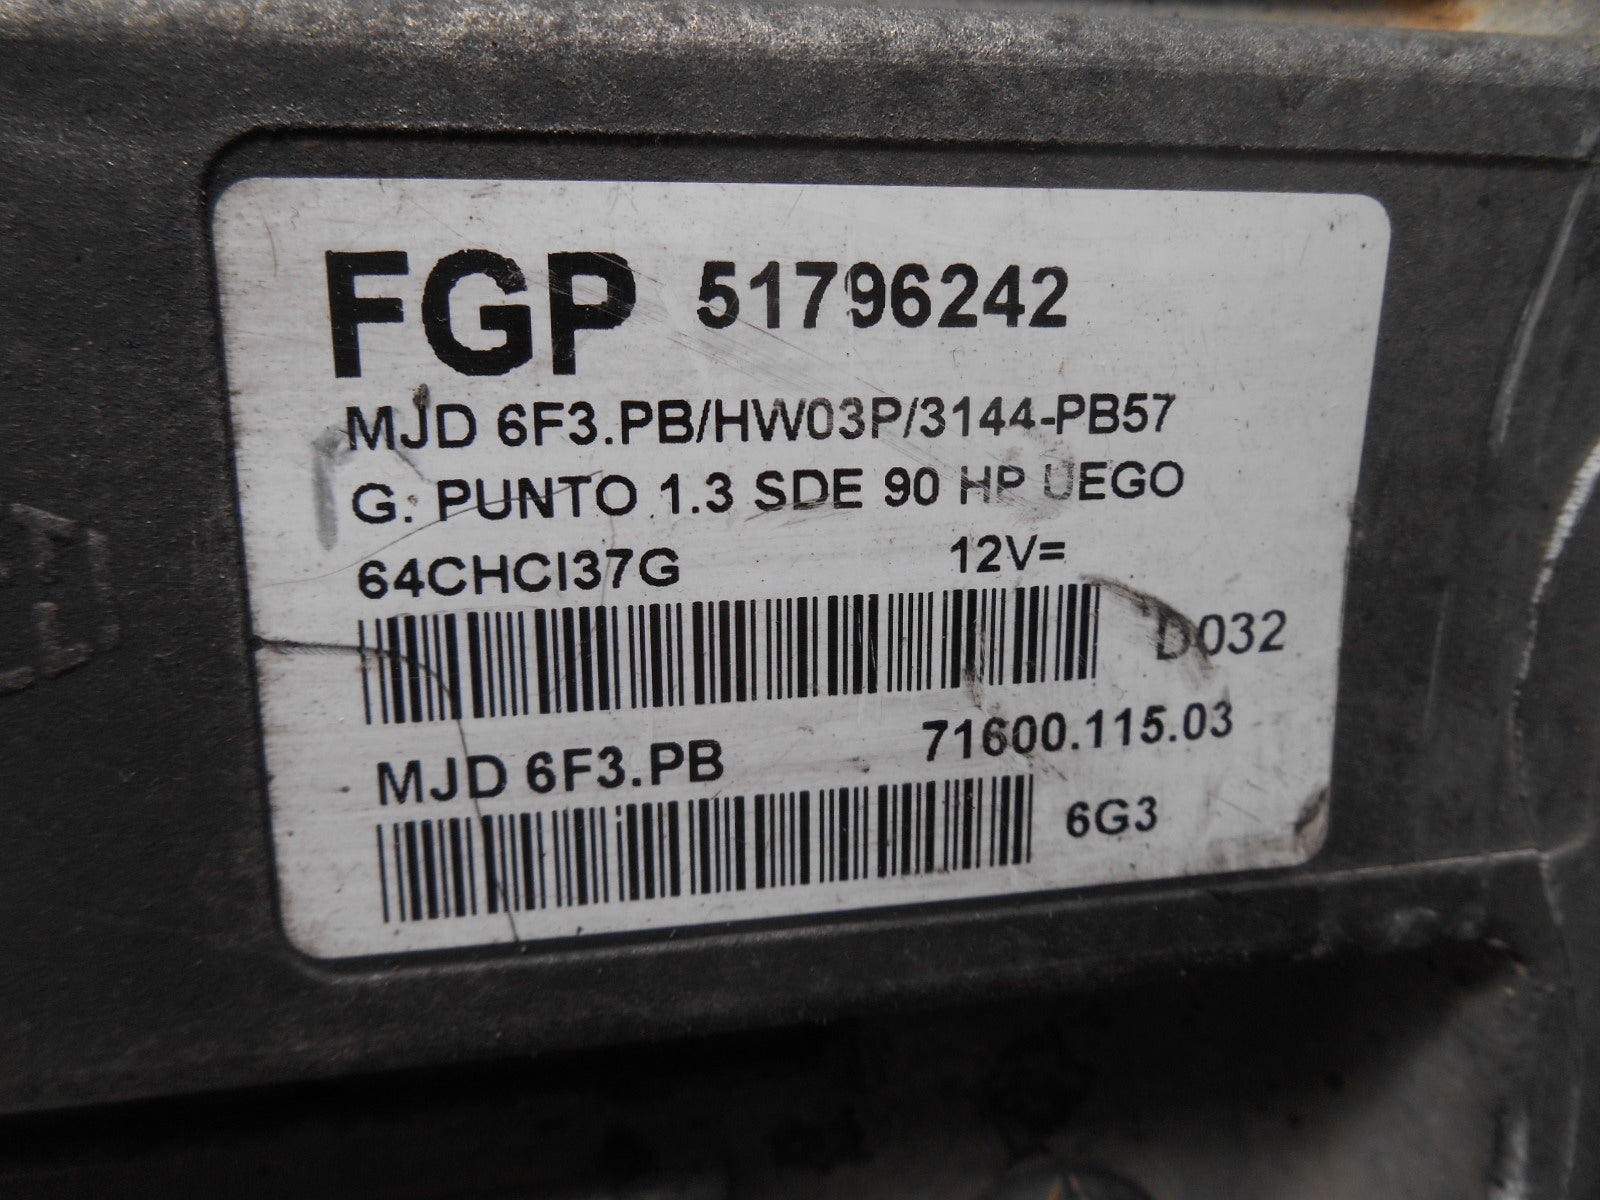 FGP 51796242
MJD 6F3.PB/HW03P/3144-PB57
G. PUNTO 1.3 SDE 90 HP UEGO
64CHCI37G 12V=
D032
MJD 6F3.PB 71600.115.03
6G3